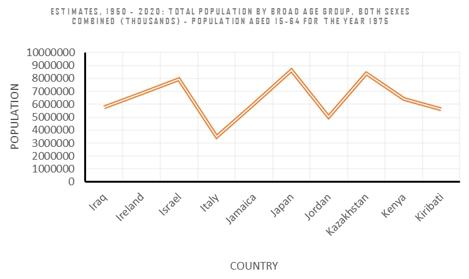 ESTIMATES, 1950 - 2020: TOTAL POPULATION BY BROAD AGE GROUP, BOTH SEXES
COMBINED (THOUSANDS) - POPULATION AGED 15-64 FOR THE YEAR 1975
10000000
9000000
8000000
7000000
6000000
5000000
4000000
3000000
2000000
1000000
0
POPULATION
Iraq
Ireland
Israel
Italy
Jamaica
Japan
Jordan
Kazakhstan
Kenya
Kiribati
COUNTRY